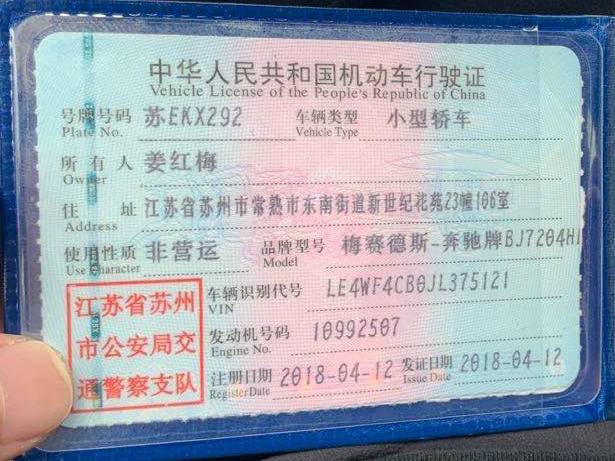 中华人民共和国机动车行驶证
Vehicle License of the People's Republic of China
号牌号码 苏EKX292 车辆类型 小型轿车
Plate No. Vehicle Type
所有人 姜红梅
Owner
住址 江苏省苏州市常熟市东南街道新世纪花苑23幢106室
Address
使用性质 非营运 品牌型号 梅赛德斯-奔驰牌BJ7204H
Use Character Model
车辆识别代号 LE4WF4CB0JL375121
VIN
发动机号码 10992507
Engine No.
注册日期 2018-04-12 发证日期 2018-04-12
Register Date Issue Date
江苏省苏州
市公安局交
通警察支队